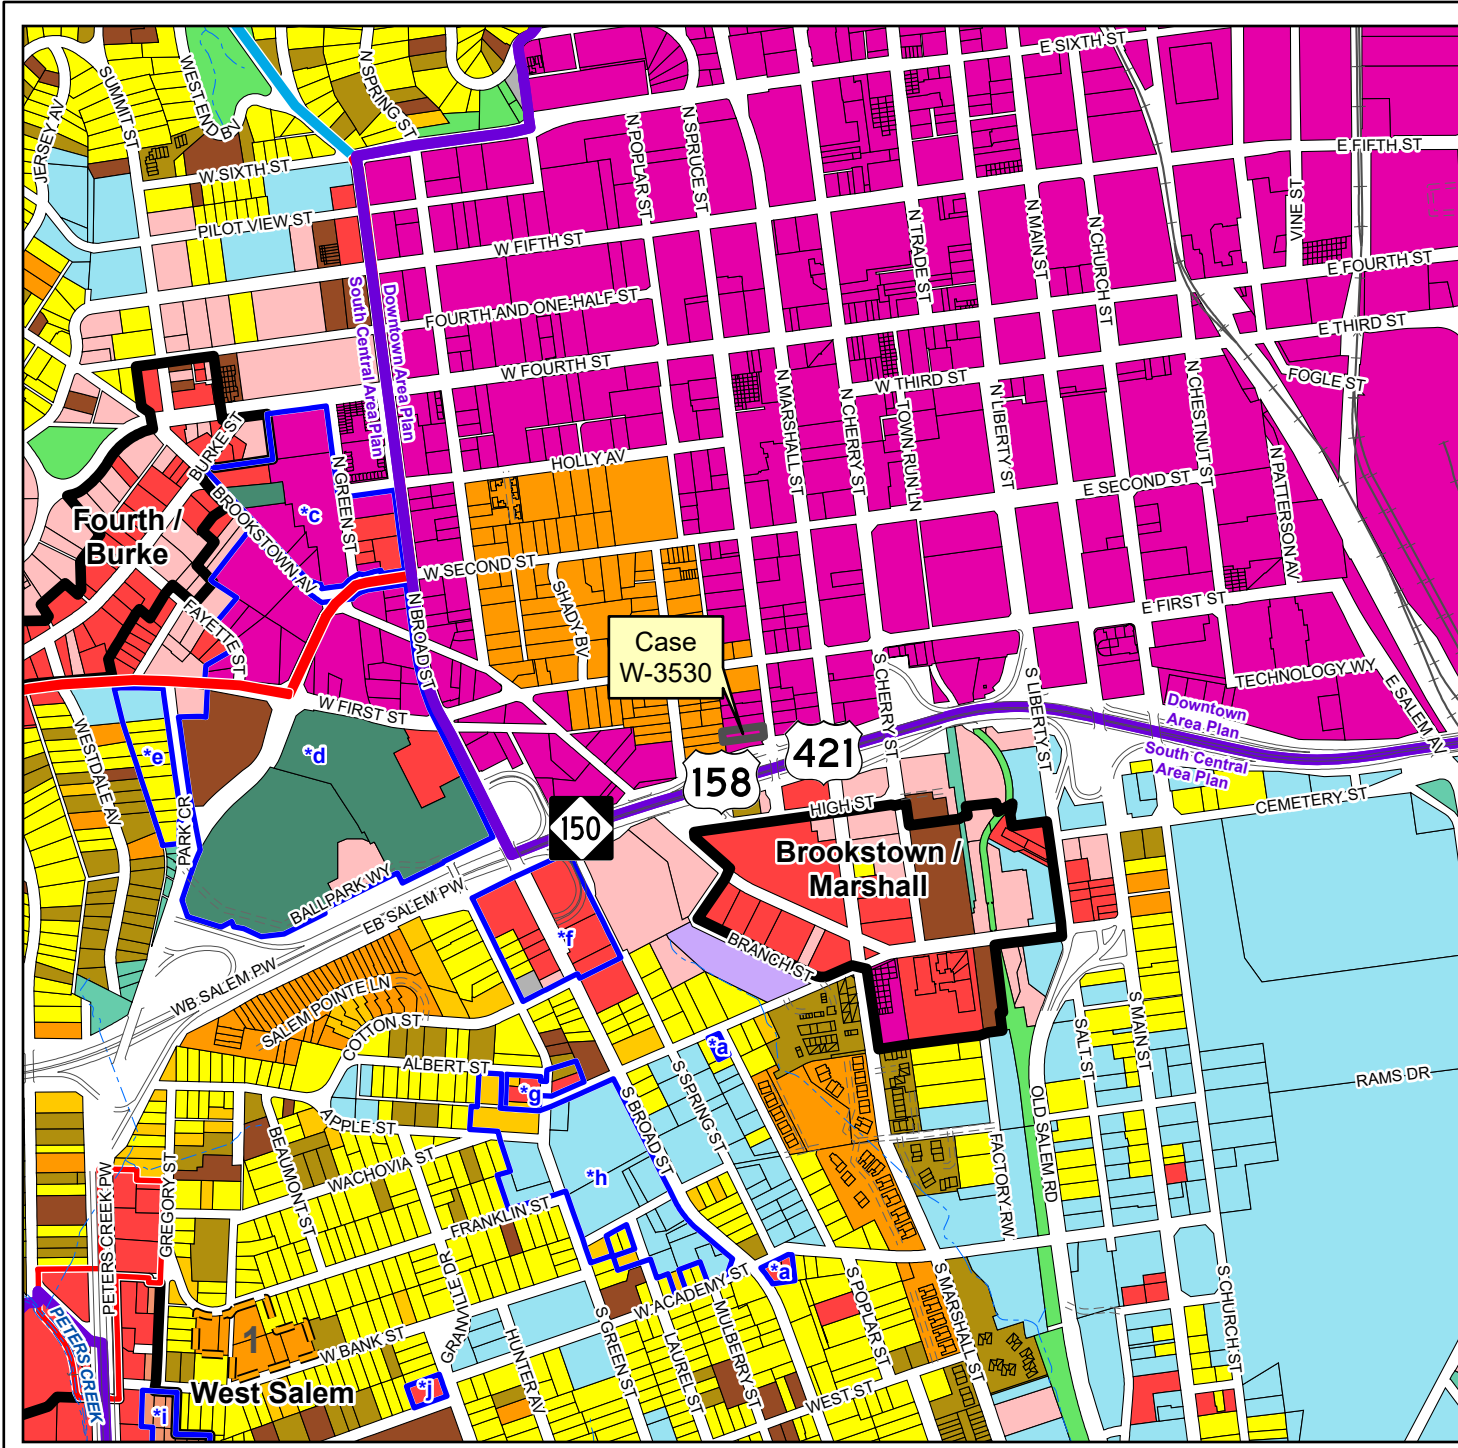 E SIXTH ST
N SPRING ST
WEST END BV
SUMMIT ST
JERSEY AV
N POPLAR ST
N SPRUCE ST
E FIFTH ST
W SIXTH ST
PILOT VIEW ST
VINE ST
N TRADE ST
N MAIN ST
N CHURCH ST
W FIFTH ST
E FOURTH ST
FOURTH AND ONE-HALF ST
Downtown Area Plan
South Central Area Plan
E THIRD ST
W FOURTH ST
W THIRD ST
FOGLE ST
N MARSHALL ST
N CHERRY ST
TOWN RUN LN
N LIBERTY ST
N CHESTNUT ST
N PATTERSON AV
BURKE ST
HOLLY AV
E SECOND ST
N GREEN ST
BROOKSTOWN AV
*c
Fourth /
Burke
W SECOND ST
SHADY BV
N BROAD ST
E FIRST ST
FAYETTE ST
Case
W-3530
S CHERRY ST
S LIBERTY ST
TECHNOLOGY WY
E SALEM AV
W FIRST ST
Downtown
Area Plan
South Central
Area Plan
WESTDALE AV
*e
*d
421
158
150
HIGH ST
CEMETERY ST
PARK CR
Brookstown /
Marshall
BALLPARK WY
EB SALEM PW
WB SALEM PW
*f
BRANCH ST
SALEM POINTE LN
COTTON ST
ALBERT ST
*a
*g
S SPRING ST
S BROAD ST
S MAIN ST
SALT ST
OLD SALEM RD
RAMS DR
APPLE ST
BEAUMONT ST
WACHOVIA ST
FACTORY RW
GREGORY ST
PETERS CREEK PW
*h
FRANKLIN ST
GRANVILLE DR
*a
W ACADEMY ST
S POPLAR ST
S MARSHALL ST
S CHURCH ST
PETERS CREEK
1
W BANK ST
HUNTER AV
S GREEN ST
LAUREL ST
MULBERRY ST
WEST ST
West Salem
*j
*i